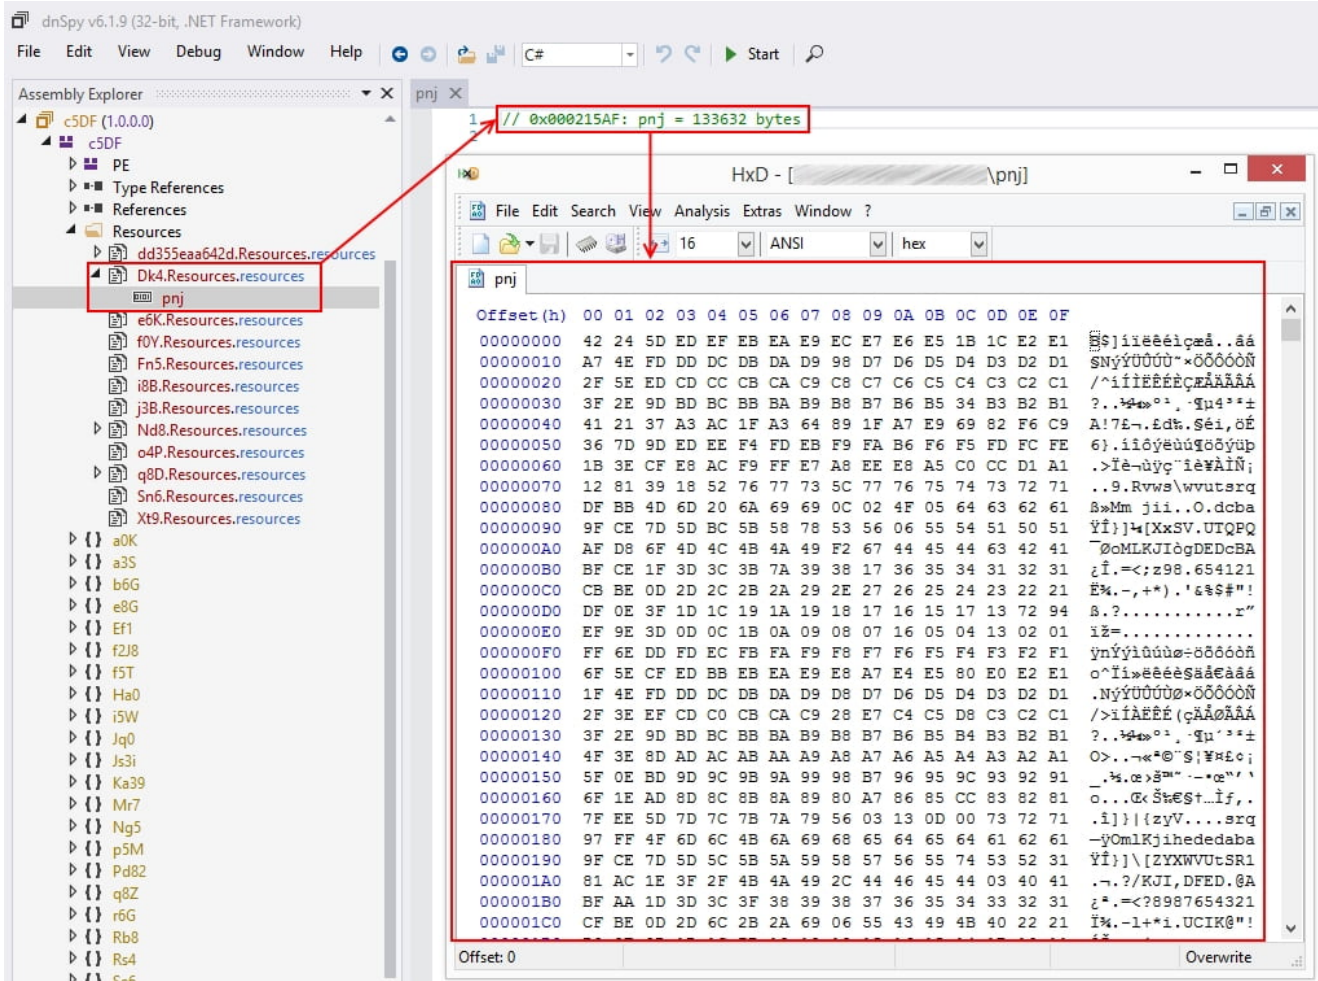 dnSpy v6.1.9 (32-bit, .NET Framework)
File Edit View Debug Window Help C# Start
Assembly Explorer
c5DF (1.0.0.0)
c5DF
PE
Type References
References
Resources
dd355eaa642d.Resources.resources
Dk4.Resources.resources
pnj
e6K.Resources.resources
f0Y.Resources.resources
Fn5.Resources.resources
i8B.Resources.resources
j3B.Resources.resources
Nd8.Resources.resources
o4P.Resources.resources
q8D.Resources.resources
Sn6.Resources.resources
Xt9.Resources.resources
a0K
a3S
b6G
e8G
Ef1
f2J8
f5T
Ha0
i5W
Jq0
Js3i
Ka39
Mr7
Ng5
p5M
Pd82
q8Z
r6G
Rb8
Rs4
pnj
1 // 0x000215AF: pnj = 133632 bytes
2
HxD - [ \pnj]
File Edit Search View Analysis Extras Window ?
16 ANSI hex
pnj
Offset(h) 00 01 02 03 04 05 06 07 08 09 0A 0B 0C 0D 0E 0F
00000000 42 24 5D ED EF EB EA E9 EC E7 E6 E5 1B 1C E2 E1
00000010 A7 4E FD DD DC DB DA D9 98 D7 D6 D5 D4 D3 D2 D1
00000020 2F 5E ED CD CC CB CA C9 C8 C7 C6 C5 C4 C3 C2 C1
00000030 3F 2E 9D BD BC BB BA B9 B8 B7 B6 B5 34 B3 B2 B1
00000040 41 21 37 A3 AC 1F A3 64 89 1F A7 E9 69 82 F6 C9
00000050 36 7D 9D ED EE F4 FD EB F9 FA B6 F6 F5 FD FC FE
00000060 1B 3E CF E8 AC F9 FF E7 A8 EE E8 A5 C0 CC D1 A1
00000070 12 81 39 18 52 76 77 73 5C 77 76 75 74 73 72 71
00000080 DF BB 4D 6D 20 6A 69 69 0C 02 4F 05 64 63 62 61
00000090 9F CE 7D 5D BC 5B 58 78 53 56 06 55 54 51 50 51
000000A0 AF D8 6F 4D 4C 4B 4A 49 F2 67 44 45 44 63 42 41
000000B0 BF CE 1F 3D 3C 3B 7A 39 38 17 36 35 34 31 32 31
000000C0 CB BE 0D 2D 2C 2B 2A 29 2E 27 26 25 24 23 22 21
000000D0 DF 0E 3F 1D 1C 19 1A 19 18 17 16 15 17 13 72 94
000000E0 EF 9E 3D 0D 0C 1B 0A 09 08 07 16 05 04 13 02 01
000000F0 FF 6E DD FD EC FB FA F9 F8 F7 F6 F5 F4 F3 F2 F1
00000100 6F 5E CF ED BB EB EA E9 E8 A7 E4 E5 80 E0 E2 E1
00000110 1F 4E FD DD DC DB DA D9 D8 D7 D6 D5 D4 D3 D2 D1
00000120 2F 3E EF CD C0 CB CA C9 28 E7 C4 C5 D8 C3 C2 C1
00000130 3F 2E 9D BD BC BB BA B9 B8 B7 B6 B5 B4 B3 B2 B1
00000140 4F 3E 8D AD AC AB AA A9 A8 A7 A6 A5 A4 A3 A2 A1
00000150 5F 0E BD 9D 9C 9B 9A 99 98 B7 96 95 9C 93 92 91
00000160 6F 1E AD 8D 8C 8B 8A 89 80 A7 86 85 CC 83 82 81
00000170 7F EE 5D 7D 7C 7B 7A 79 56 03 13 0D 00 73 72 71
00000180 97 FF 4F 6D 6C 4B 6A 69 68 65 64 65 64 61 62 61
00000190 9F CE 7D 5D 5C 5B 5A 59 58 57 56 55 74 53 52 31
000001A0 81 AC 1E 3F 2F 4B 4A 49 2C 44 46 45 44 03 40 41
000001B0 BF AA 1D 3D 3C 3F 38 39 38 37 36 35 34 33 32 31
000001C0 CF BE 0D 2D 6C 2B 2A 69 06 55 43 49 4B 40 22 21
Offset: 0 Overwrite